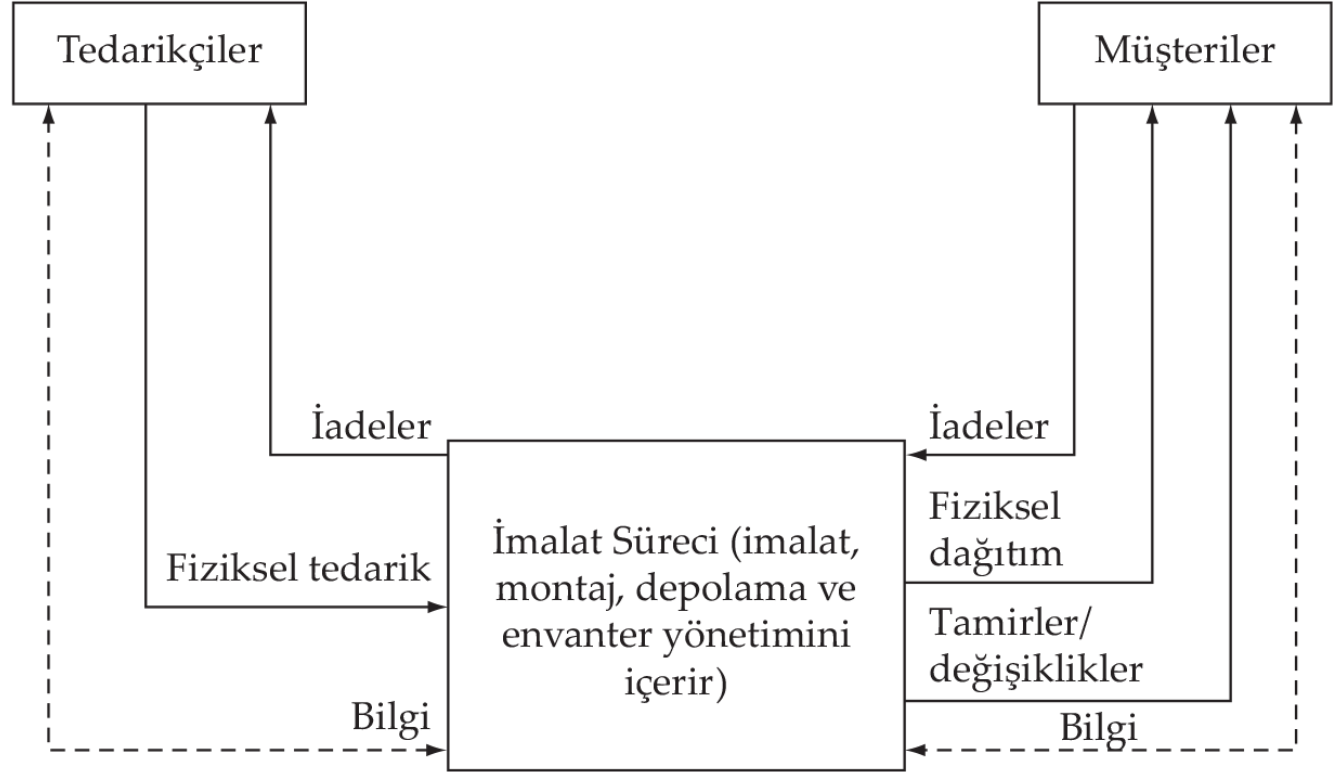 Tedarikçiler
Müşteriler
İadeler
İadeler
Fiziksel
dağıtım
Fiziksel tedarik
İmalat Süreci (imalat,
montaj, depolama ve
envanter yönetimini
içerir)
Tamirler/
değişiklikler
Bilgi
Bilgi